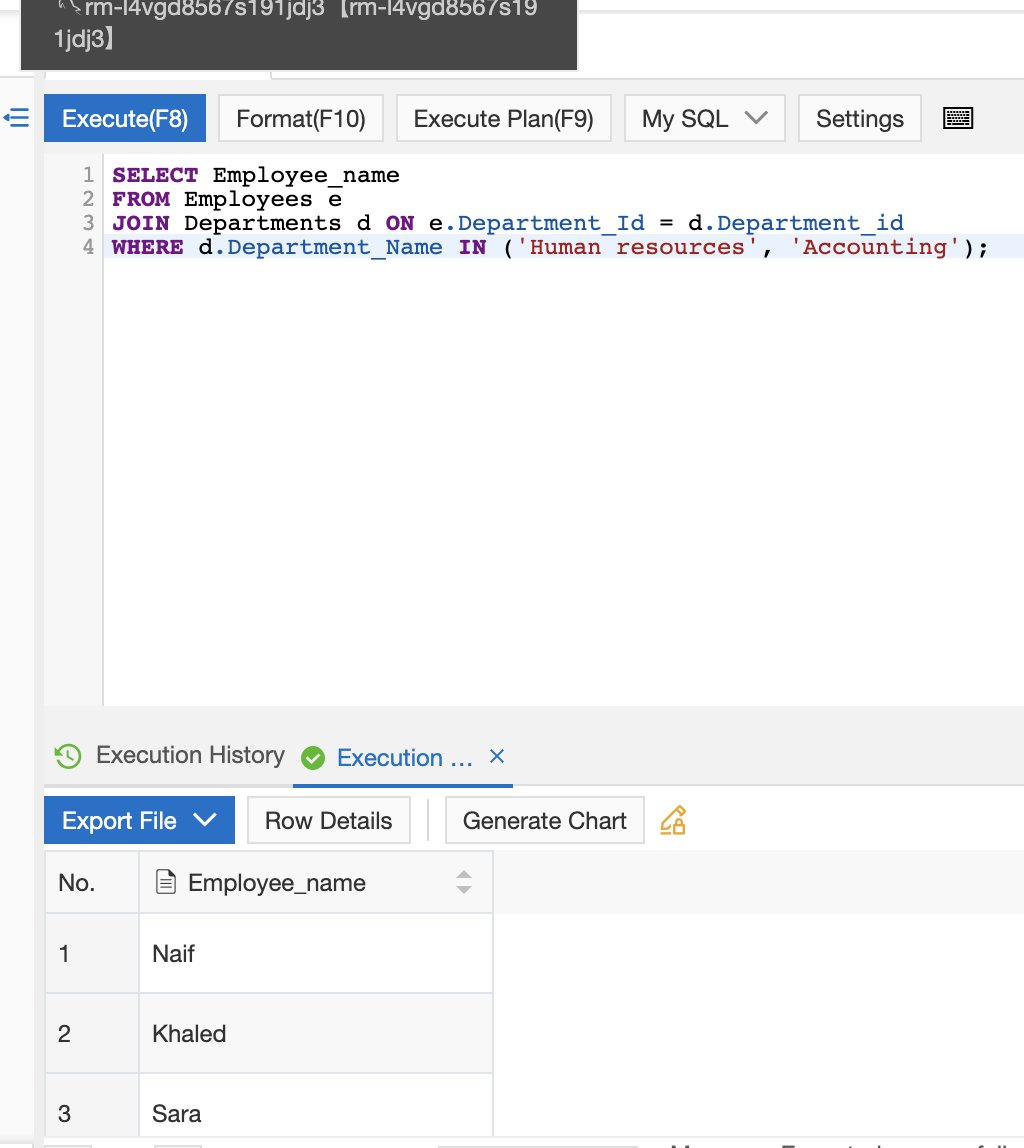 rm-l4vgd8567s191jdj3【rm-l4vgd8567s19
1jdj3】
Execute(F8) Format(F10) Execute Plan(F9) My SQL Settings
1 SELECT Employee_name
2 FROM Employees e
3 JOIN Departments d ON e.Department_Id = d.Department_id
4 WHERE d.Department_Name IN ('Human resources', 'Accounting');
Execution History Execution ... ×
Export File Row Details Generate Chart
No. Employee_name
1 Naif
2 Khaled
3 Sara